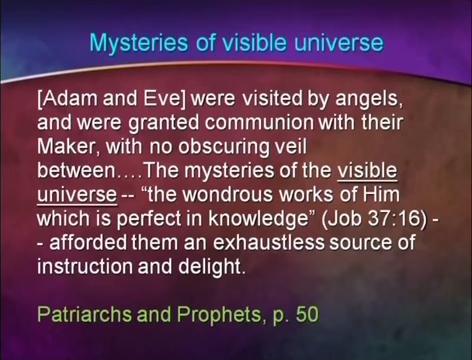 Mysteries of visible universe
[Adam and Eve] were visited by angels,
and were granted communion with their
Maker, with no obscuring veil
between….The mysteries of the visible
universe -- “the wondrous works of Him
which is perfect in knowledge” (Job 37:16) -
- afforded them an exhaustless source of
instruction and delight.
Patriarchs and Prophets, p. 50